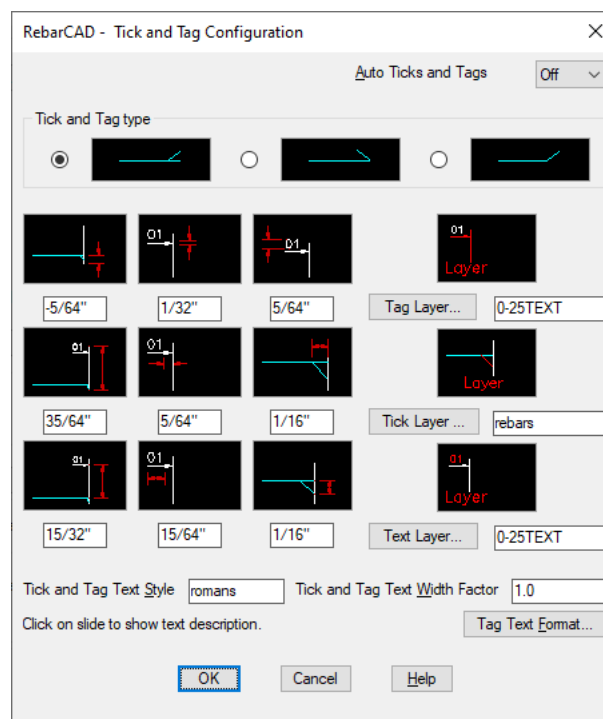 RebarCAD - Tick and Tag Configuration
Auto Ticks and Tags Off
Tick and Tag type
01 01 01
Layer
-5/64" 1/32" 5/64" Tag Layer... 0-25TEXT
01 01
Layer
35/64" 5/64" 1/16" Tick Layer ... rebars
01 01 01
Layer
15/32" 15/64" 1/16" Text Layer... 0-25TEXT
Tick and Tag Text Style romans Tick and Tag Text Width Factor 1.0
Click on slide to show text description. Tag Text Format...
OK Cancel Help